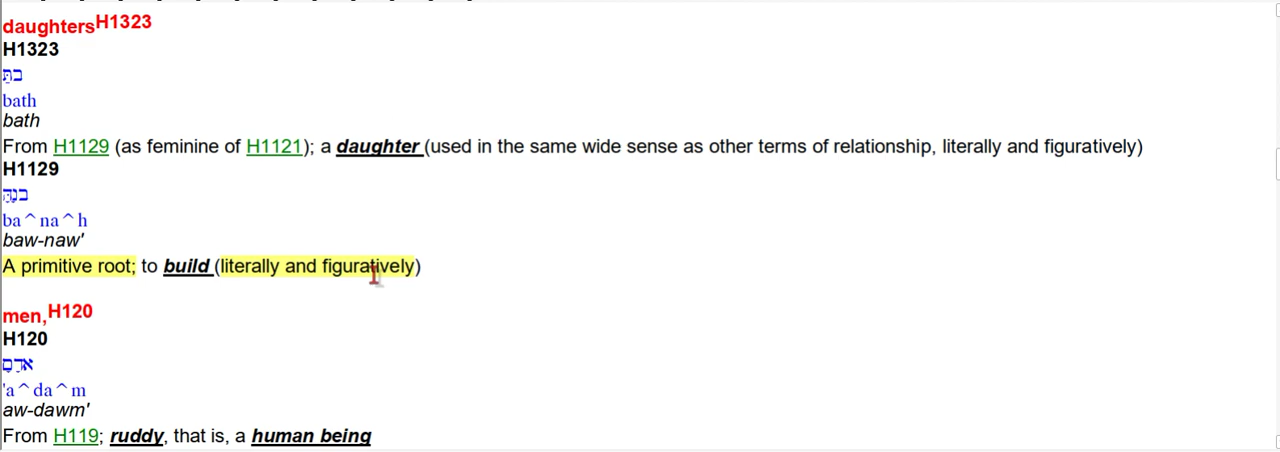 daughtersH1323
H1323
בּתַ
bath
bath
From H1129 (as feminine of H1121); a daughter (used in the same wide sense as other terms of relationship, literally and figuratively)
H1129
בּנָה
ba^na^h
baw-naw'
A primitive root; to build (literally and figuratively)
men,H120
H120
אדָם
'a^da^m
aw-dawm'
From H119; ruddy, that is, a human being